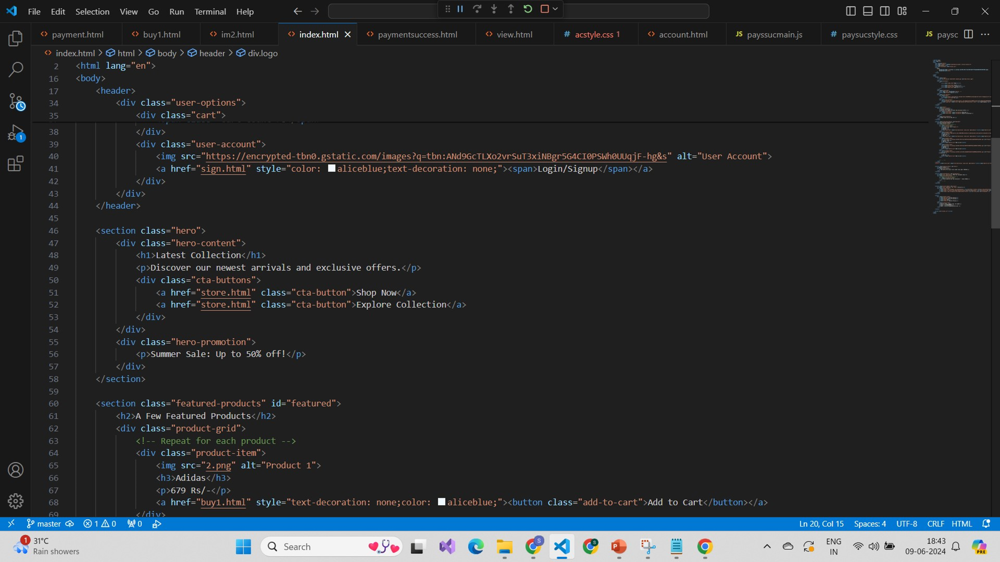 File Edit Selection View Go Run Terminal Help
payment.html buy1.html im2.html index.html paymentsuccess.html view.html # acstyle.css 1 account.html JS payssucmain.js # paysucstyle.css JS paysc
index.html > html > body > header > div.logo
2 <html lang="en">
16 <body>
17 <header>
34 <div class="user-options">
35 <div class="cart">
38 </div>
39 <div class="user-account">
40 <img src="https://encrypted-tbn0.gstatic.com/images?q=tbn:ANd9GcTLXo2vrSuT3xiNBgr5G4CI0PSWh0UUqjF-hg&s" alt="User Account">
41 <a href="sign.html" style="color: aliceblue;text-decoration: none;"><span>Login/Signup</span></a>
42 </div>
43 </div>
44 </header>
45
46 <section class="hero">
47 <div class="hero-content">
48 <h1>Latest Collection</h1>
49 <p>Discover our newest arrivals and exclusive offers.</p>
50 <div class="cta-buttons">
51 <a href="store.html" class="cta-button">Shop Now</a>
52 <a href="store.html" class="cta-button">Explore Collection</a>
53 </div>
54 </div>
55 <div class="hero-promotion">
56 <p>Summer Sale: Up to 50% off!</p>
57 </div>
58 </section>
59
60 <section class="featured-products" id="featured">
61 <h2>A Few Featured Products</h2>
62 <div class="product-grid">
63 <!-- Repeat for each product -->
64 <div class="product-item">
65 <img src="2.png" alt="Product 1">
66 <h3>Adidas</h3>
67 <p>679 Rs/-</p>
68 <a href="buy1.html" style="text-decoration: none;color: aliceblue;"><button class="add-to-cart">Add to Cart</button></a>
69 </div>
1
master 1 0 0 Ln 20, Col 15 Spaces: 4 UTF-8 CRLF HTML
1 31°C
Rain showers
Search
S
S
P
ENG
IN
18:43
09-06-2024
PRE